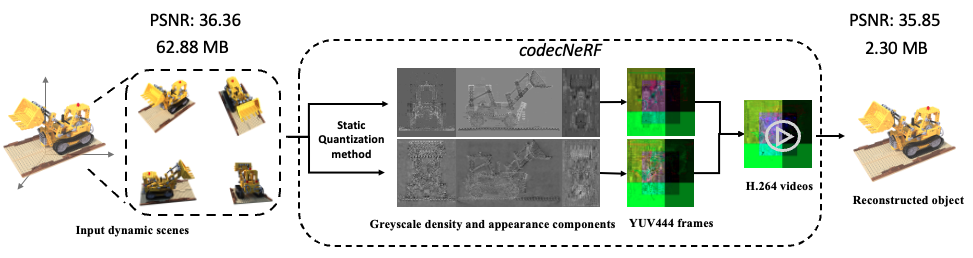 PSNR: 36.36
62.88 MB
codecNeRF
PSNR: 35.85
2.30 MB
Static
Quantization
method
Input dynamic scenes
Greyscale density and appearance components
YUV444 frames
H.264 videos
Reconstructed object